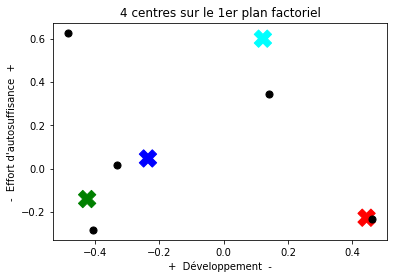 4 centres sur le 1er plan factoriel
- Effort d'autosuffisance +
0.6
0.4
0.2
0.0
−0.2
−0.4 −0.2 0.0 0.2 0.4
+ Développement -